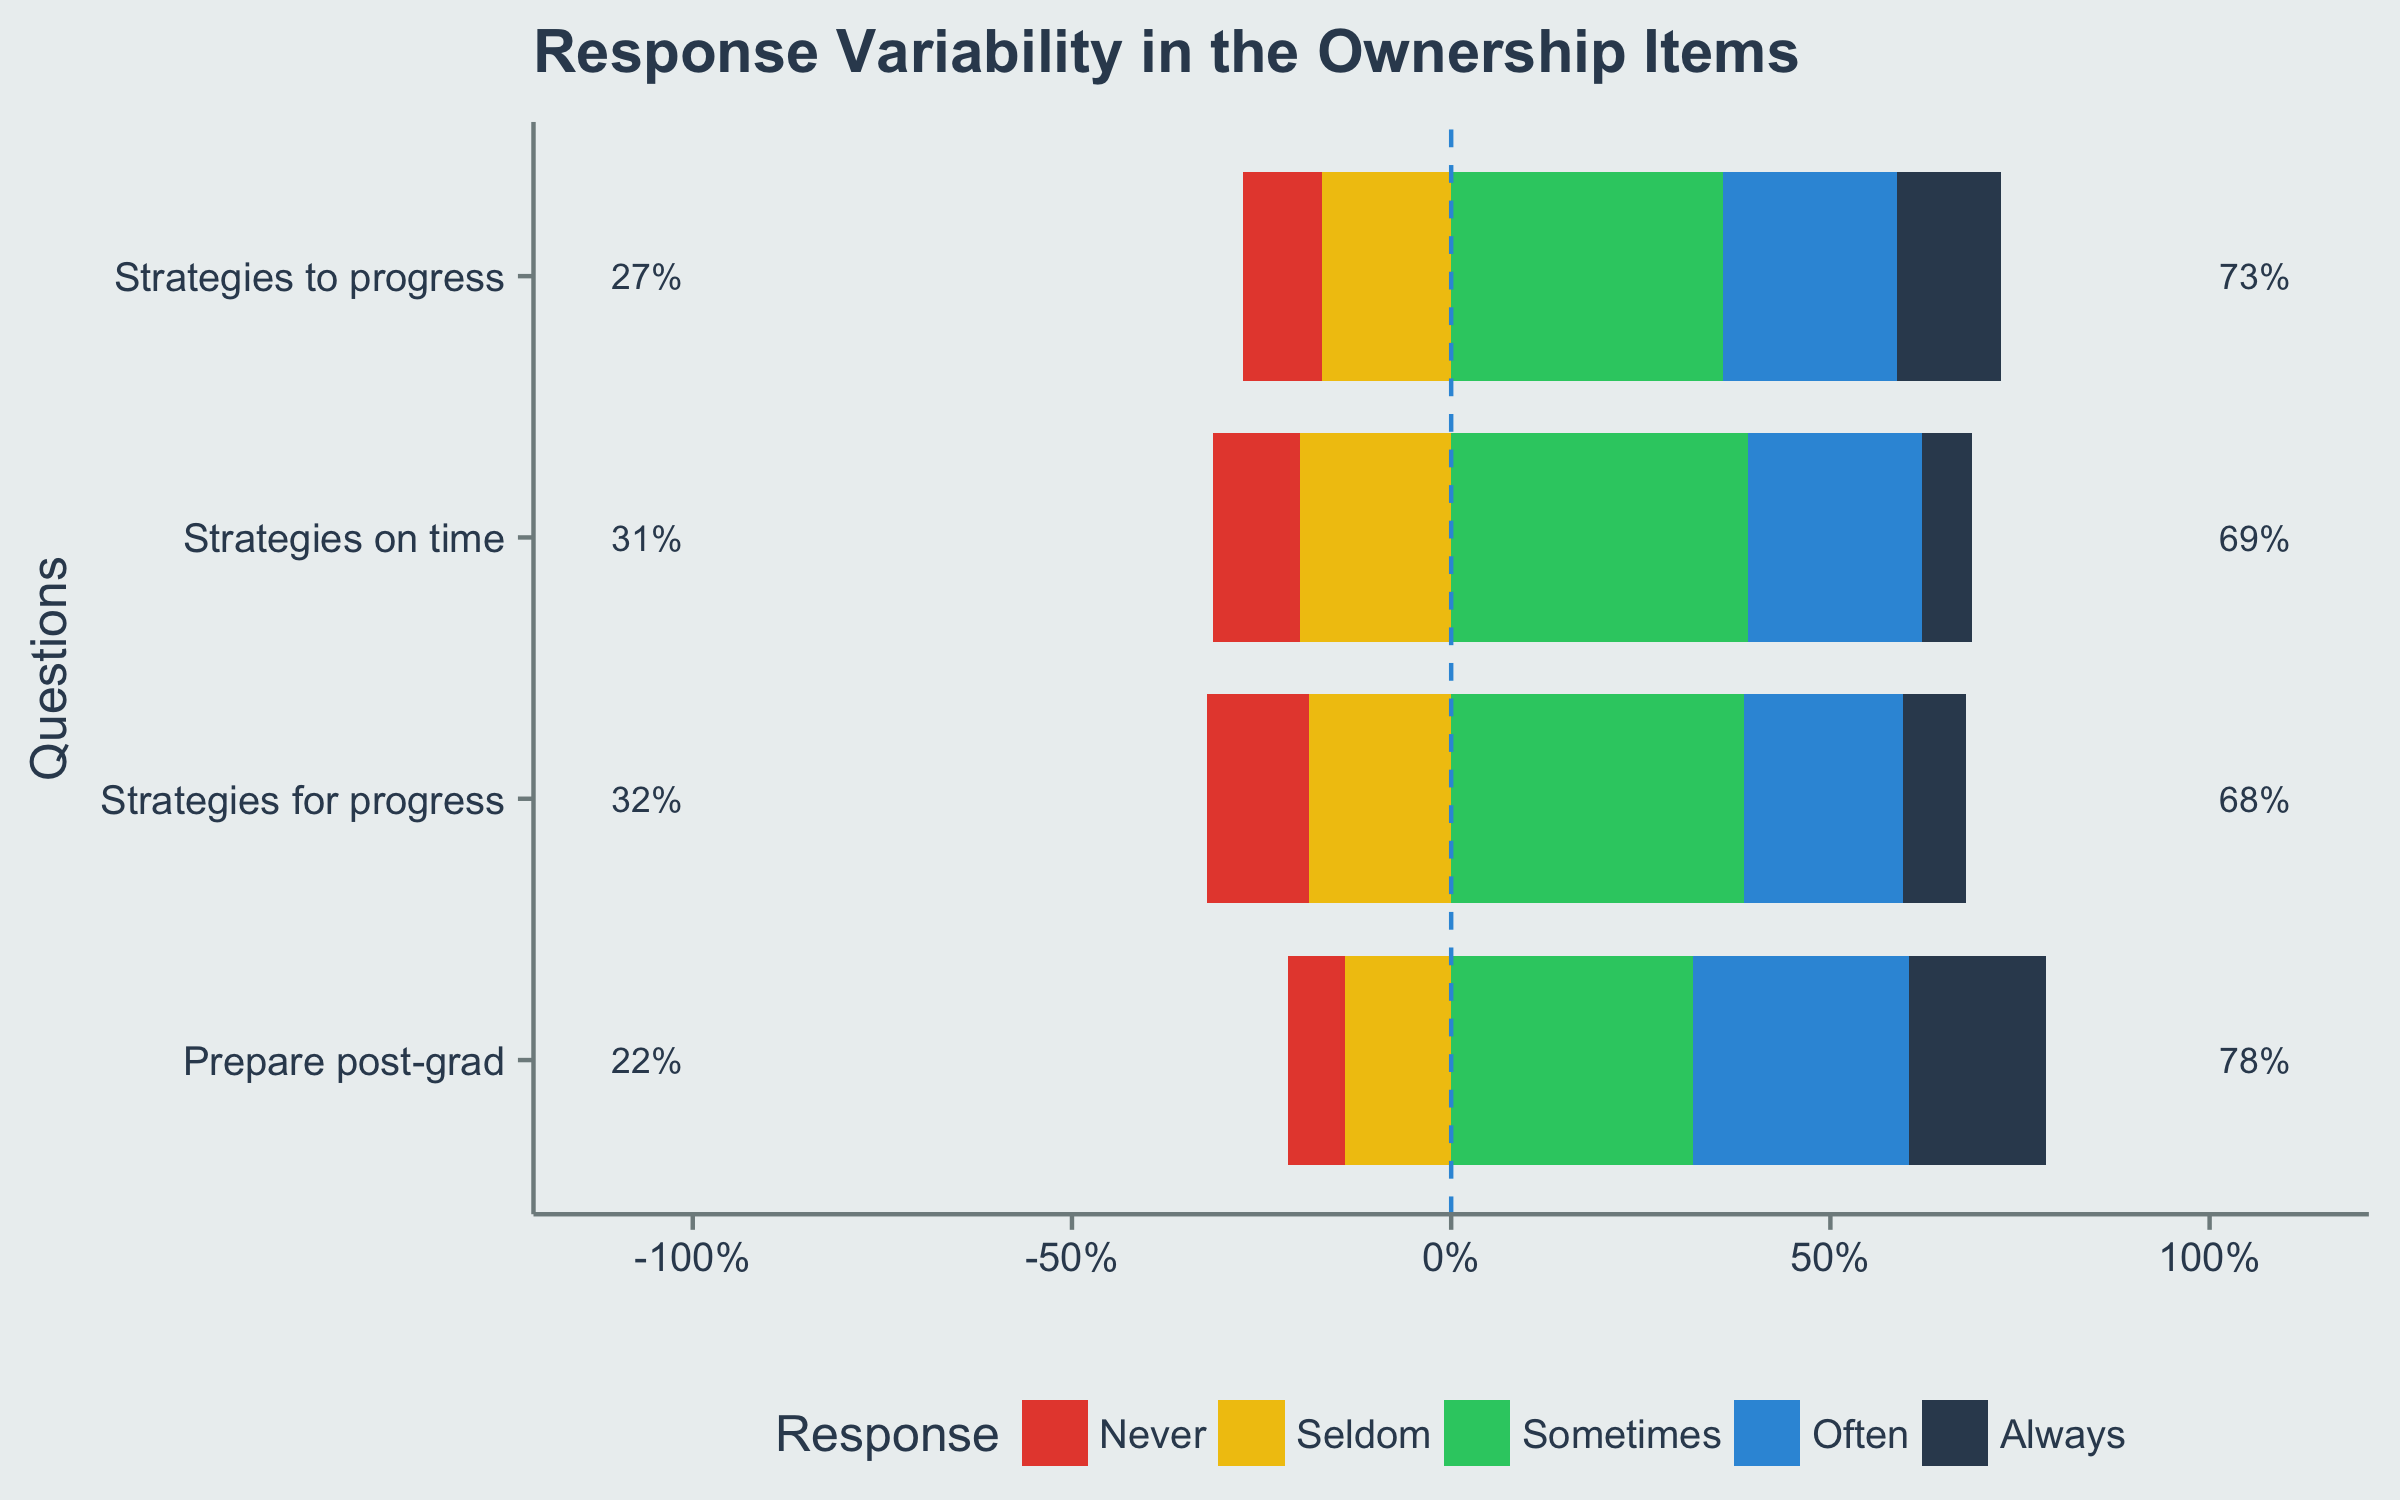 Response Variability in the Ownership Items
Questions
Strategies to progress
27%
73%
Strategies on time
31%
69%
Strategies for progress
32%
68%
Prepare post-grad
22%
78%
-100%
-50%
0%
50%
100%
Response
Never
Seldom
Sometimes
Often
Always